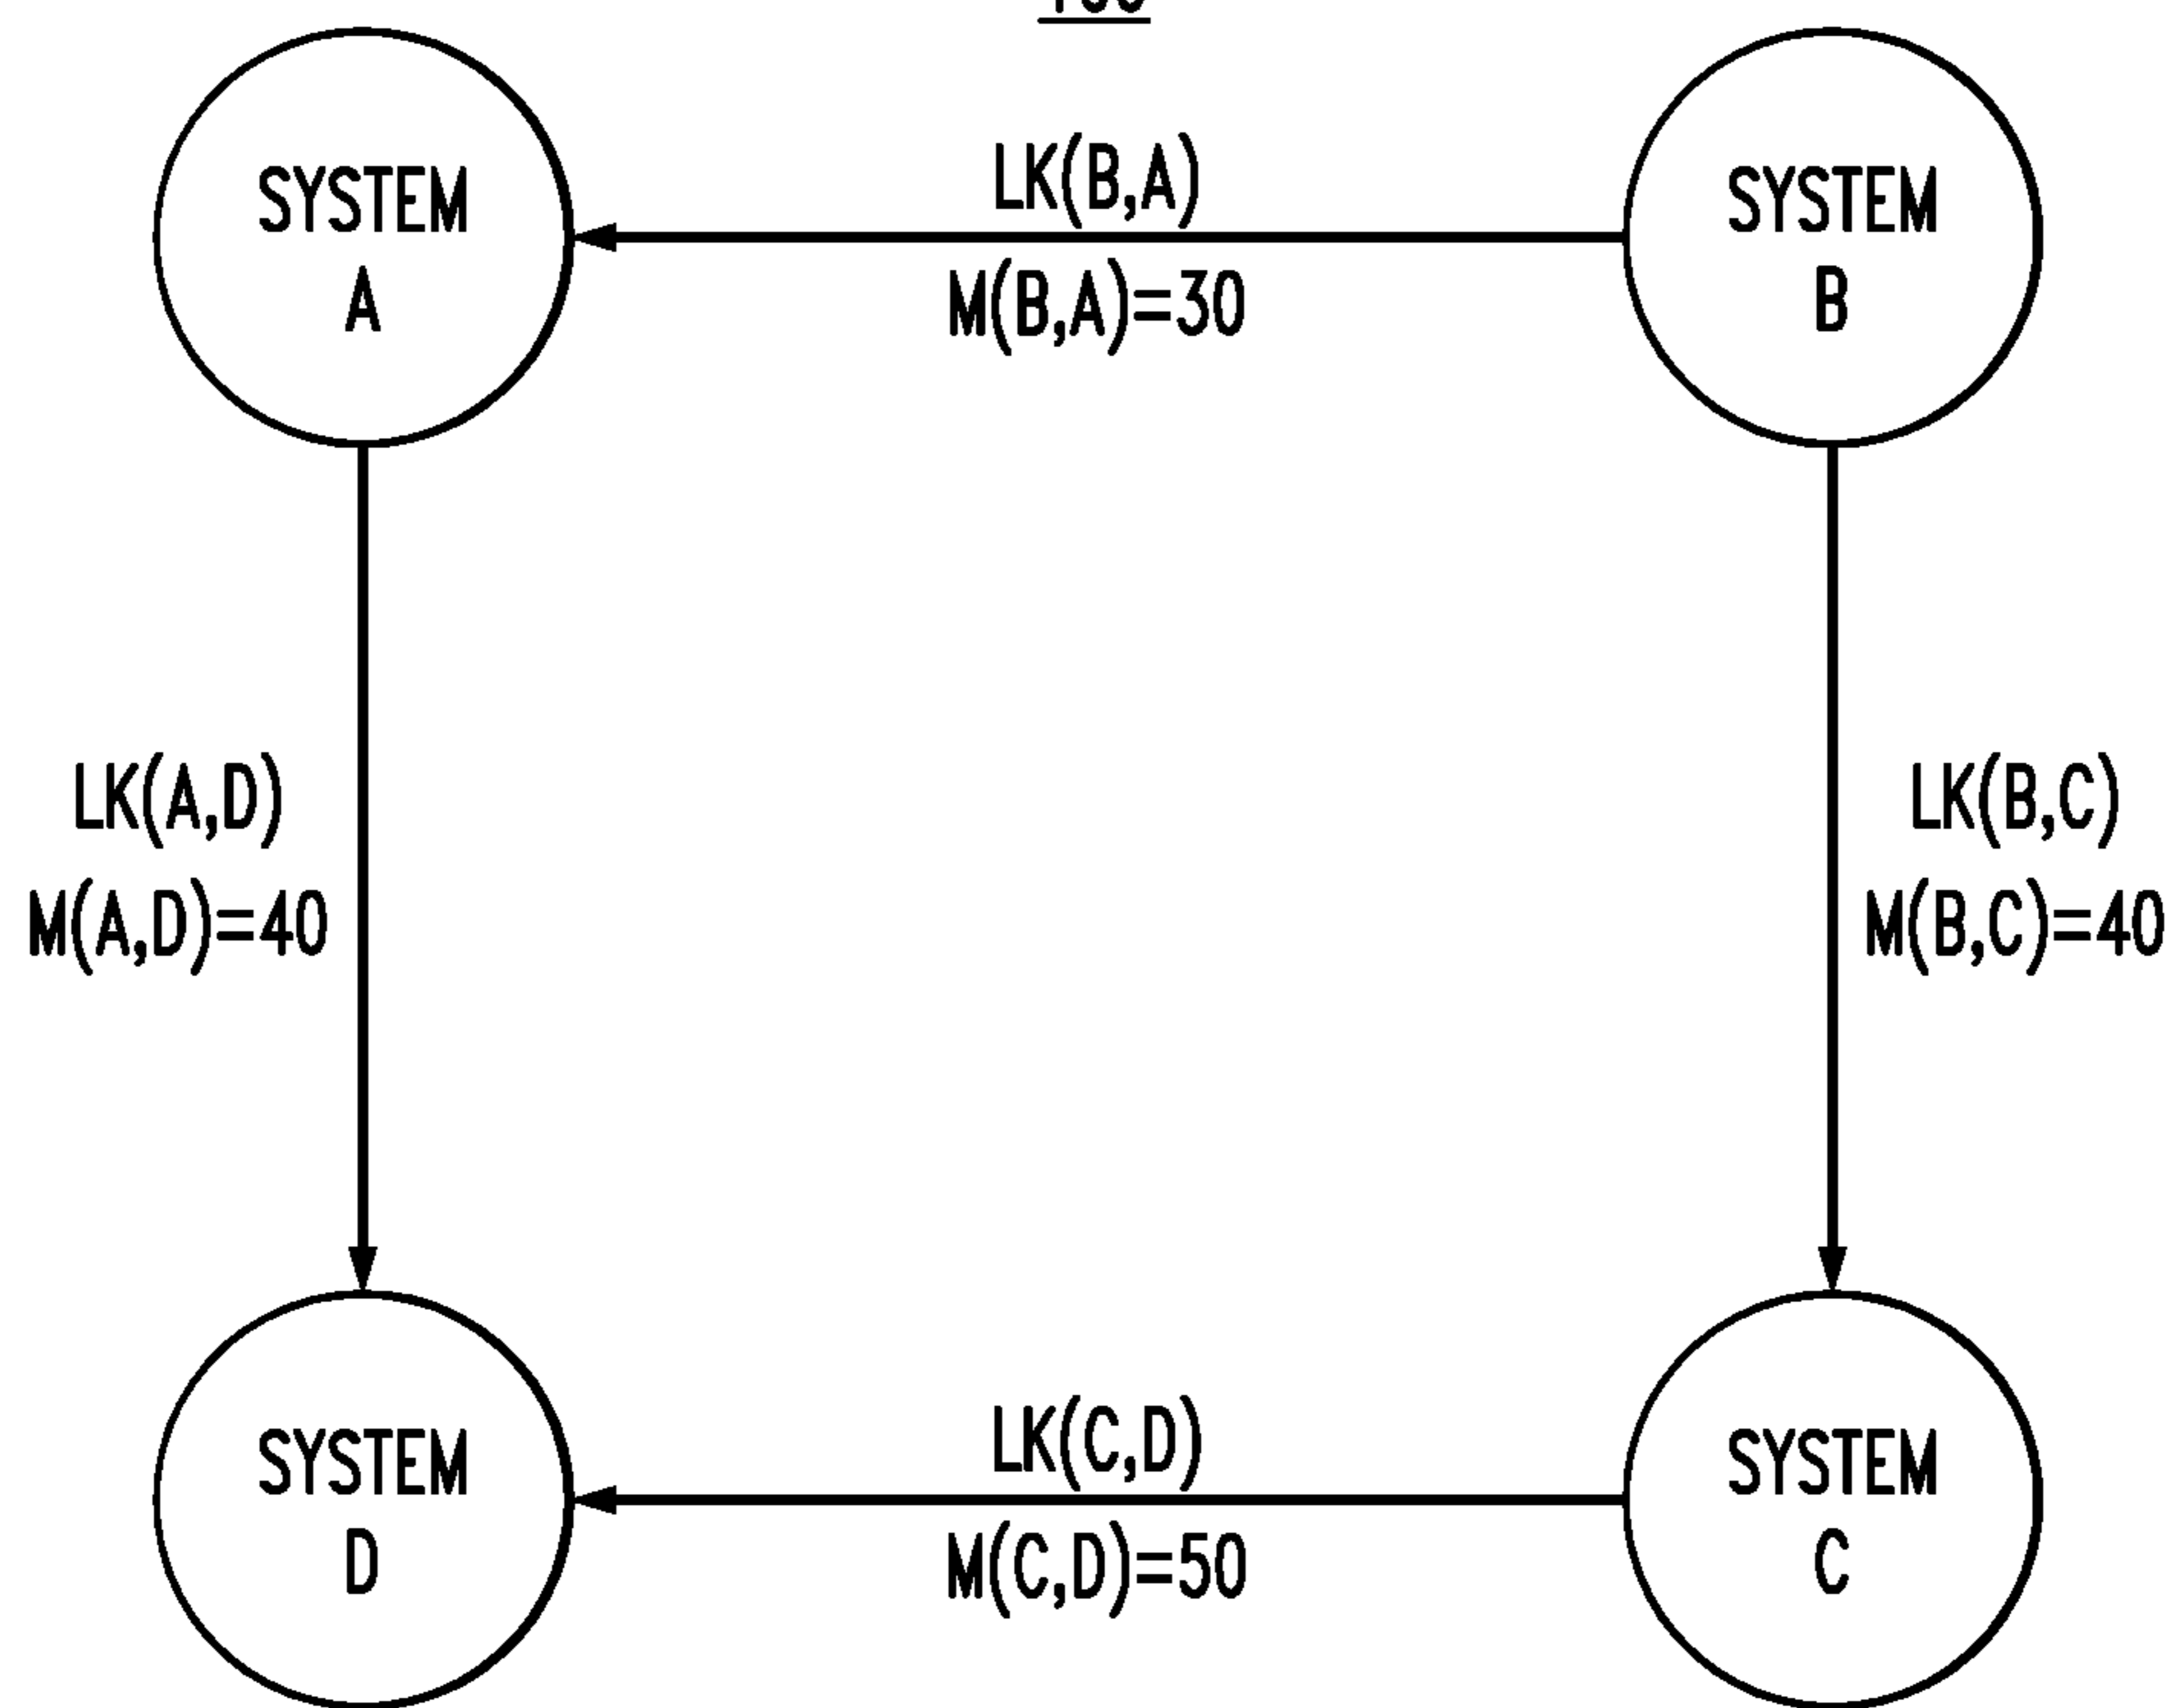 SYSTEM
A
LK(B,A)
M(B,A)=30
SYSTEM
B
LK(A,D)
M(A,D)=40
LK(B,C)
M(B,C)=40
SYSTEM
D
LK(C,D)
M(C,D)=50
SYSTEM
C